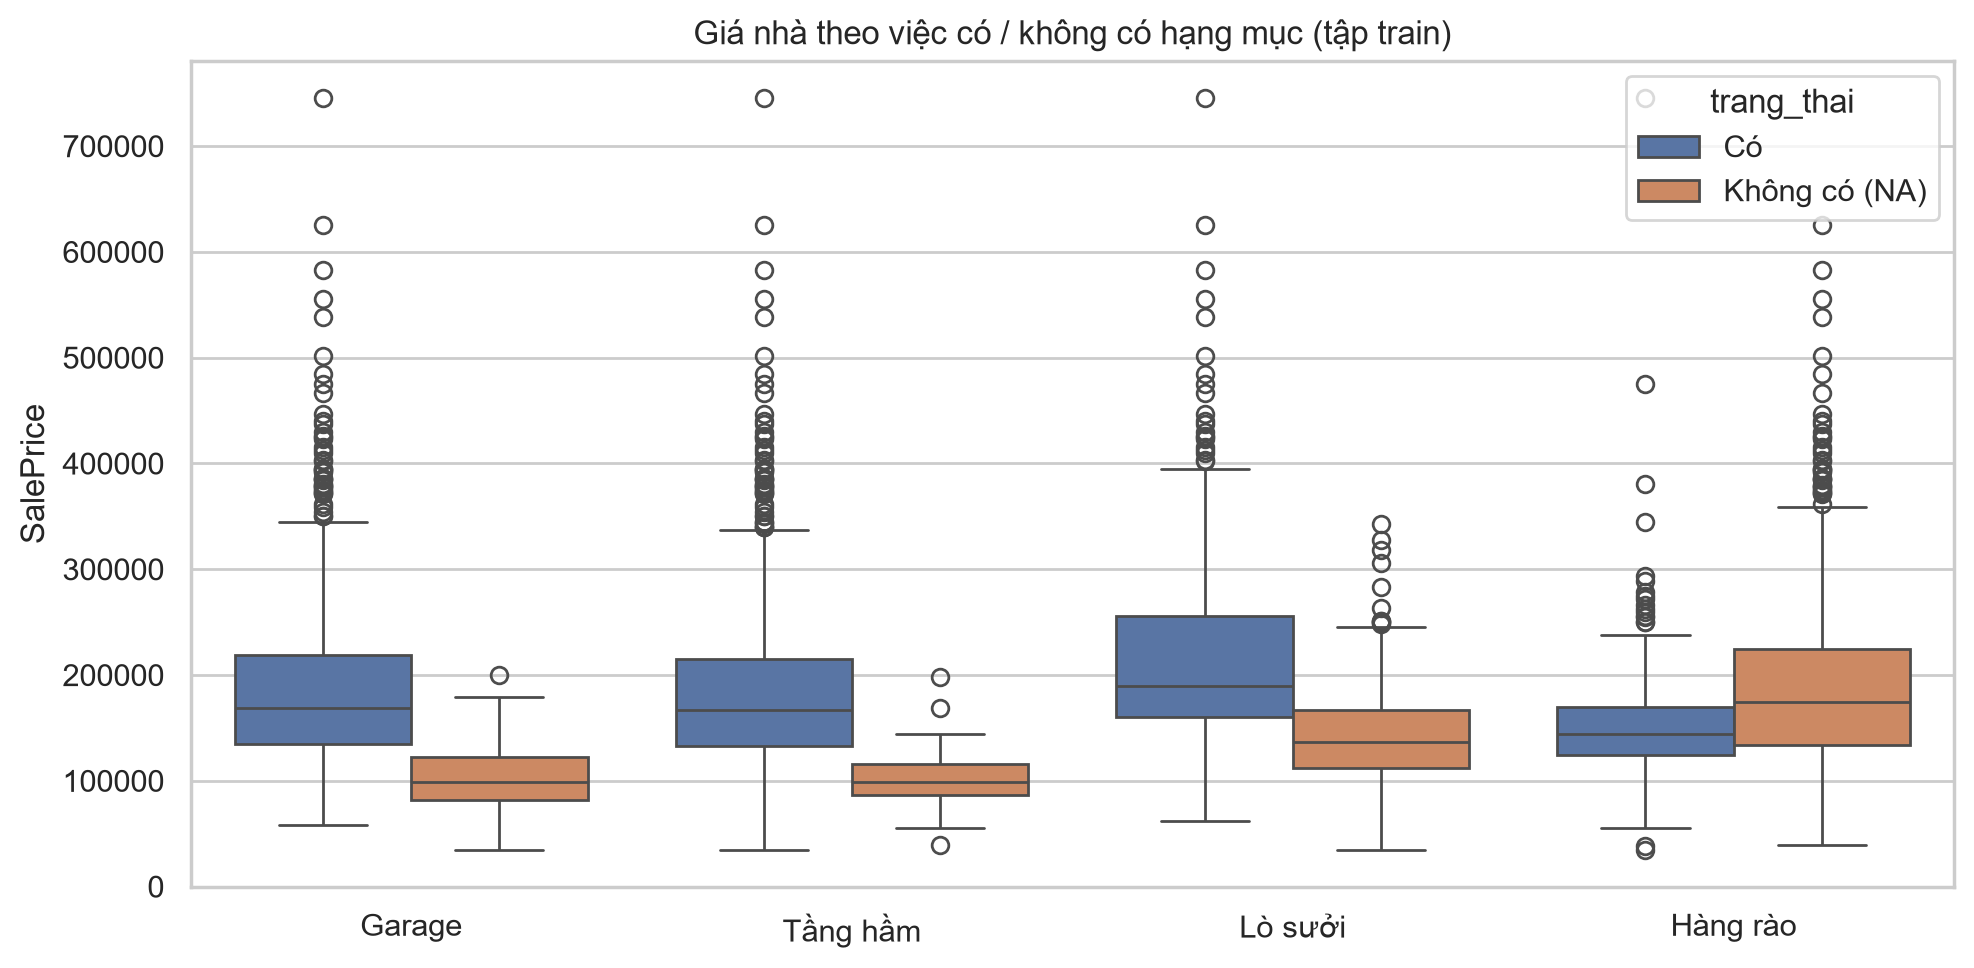 Giá nhà theo việc có / không có hạng mục (tập train)
trang_thai
Có
Không có (NA)
SalePrice
700000
600000
500000
400000
300000
200000
100000
0
Garage
Tầng hầm
Lò sưởi
Hàng rào